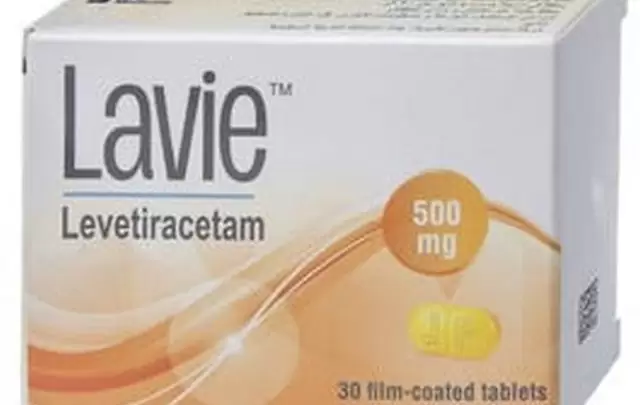 Lavie™
Levetiracetam
500
mg
30 film-coated tablets